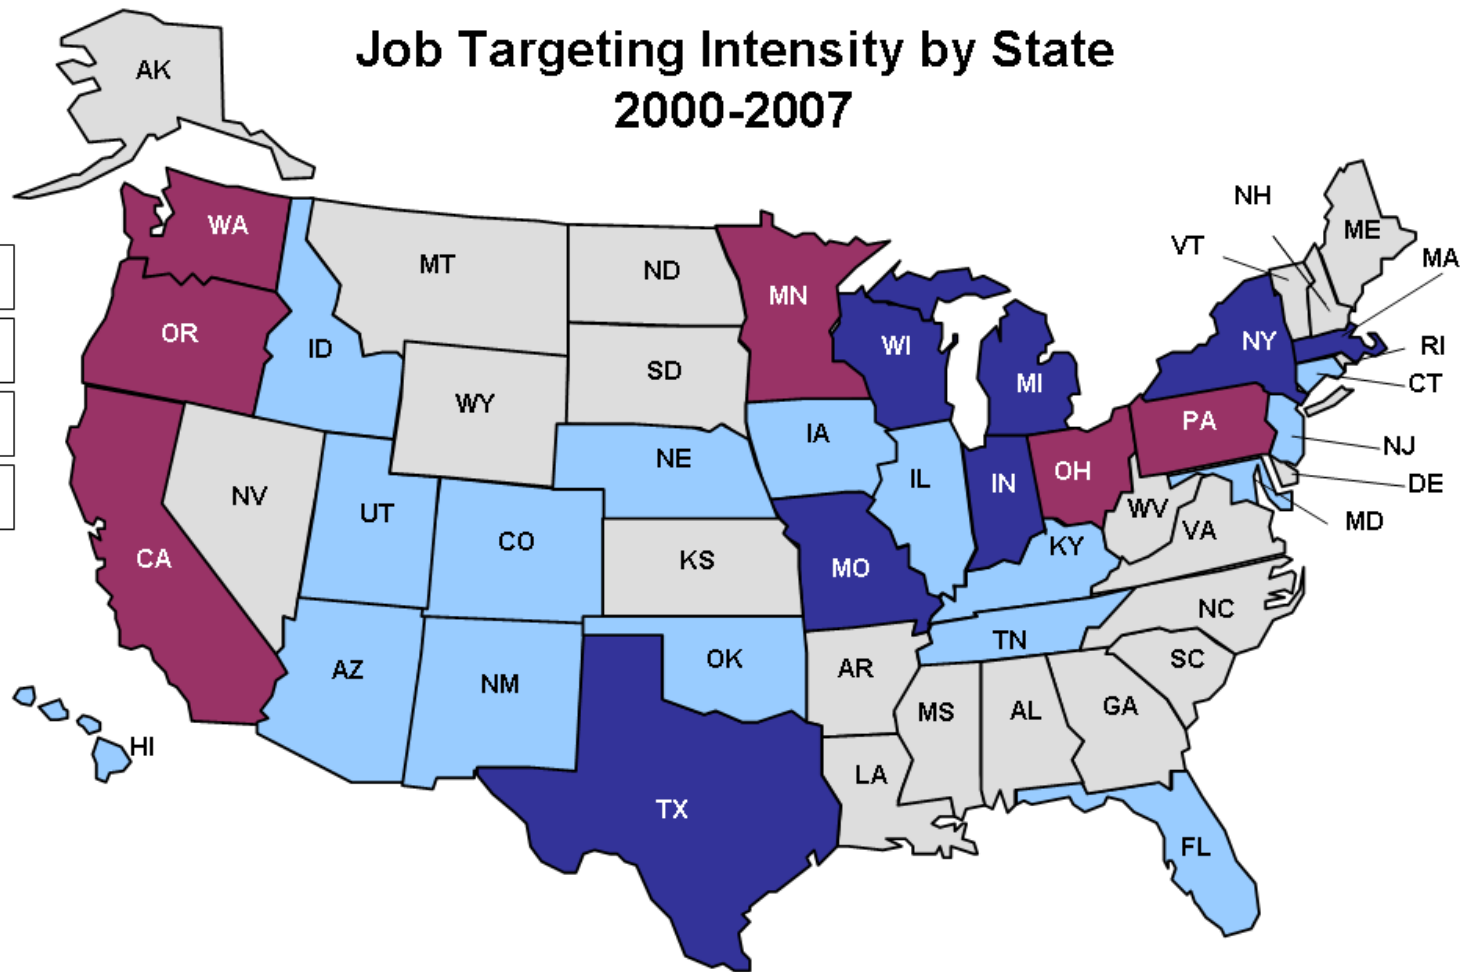 Job Targeting Intensity by State
2000-2007
AK
NH
WA
ME
VT
MT
MA
ND
MN
OR
NY
WI
RI
ID
SD
MI
CT
WY
PA
IA
NJ
NE
OH
IL
DE
IN
NV
WV
UT
MD
VA
CO
KY
CA
KS
MO
NC
TN
OK
SC
AR
AZ
NM
GA
AL
MS
HI
LA
TX
FL